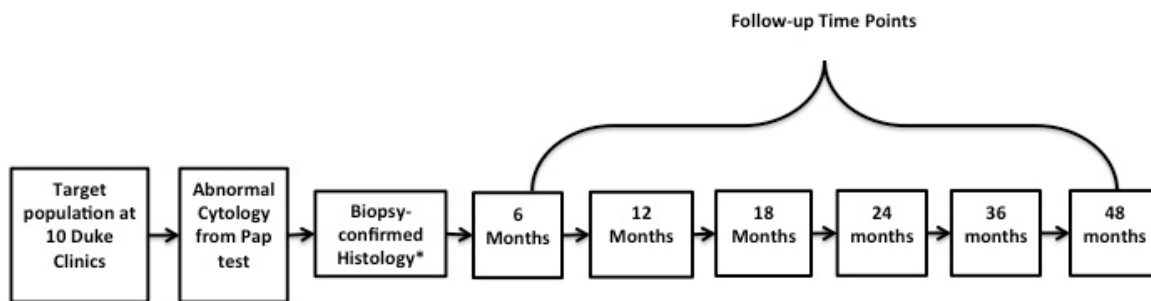 Follow-up Time Points
Target
population at
10 Duke
Clinics
Abnormal
Cytology
from Pap
test
Biopsy-
confirmed
Histology*
6
Months
12
Months
18
Months
24
months
36
months
48
months